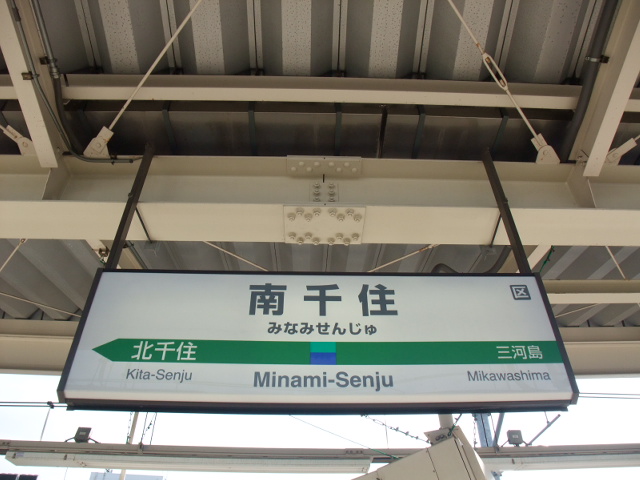 南千住
区
みなみせんじゅ
北千住
三河島
Kita-Senju
Minami-Senju
Mikawashima